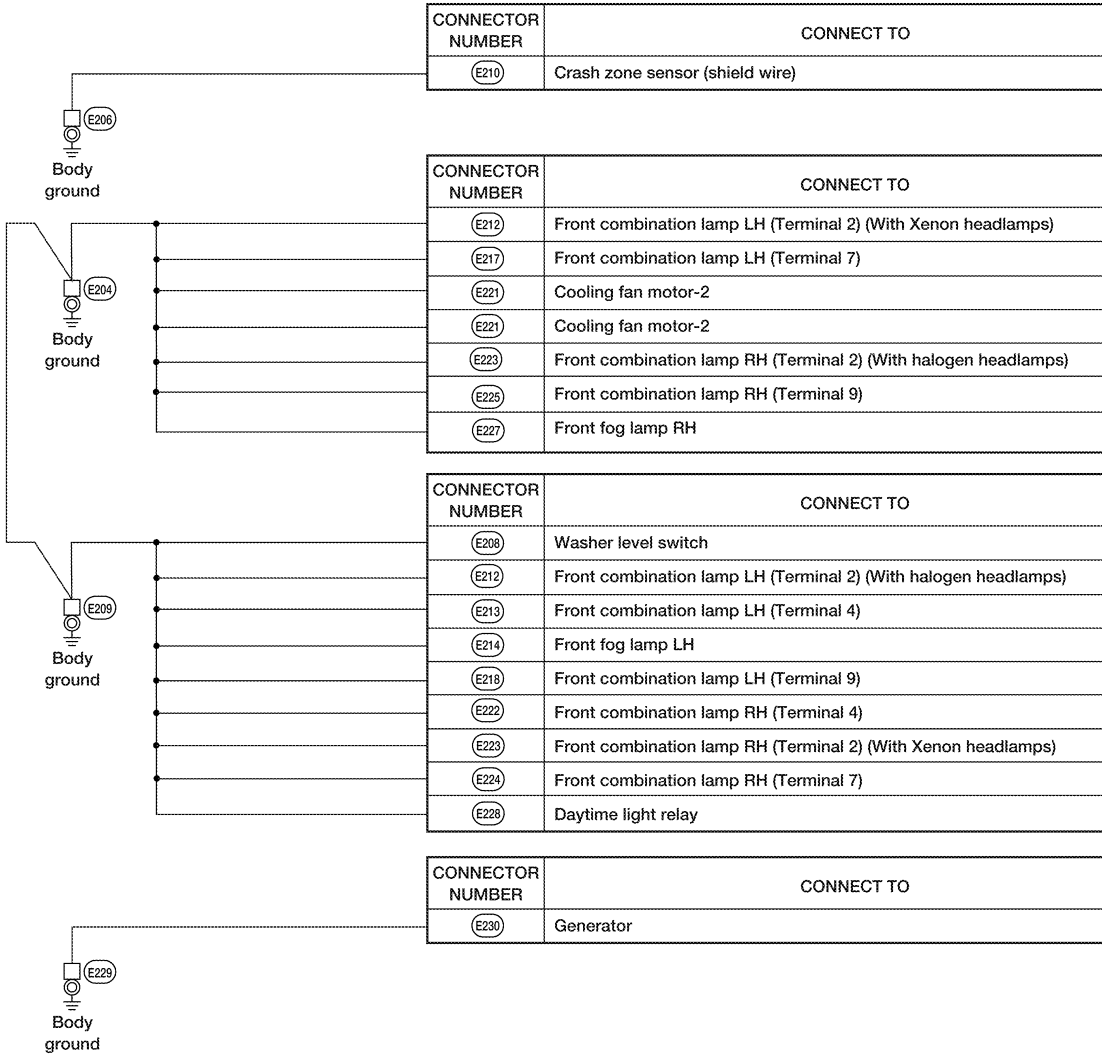 CONNECTOR NUMBER CONNECT TO
E210 Crash zone sensor (shield wire)
E206
Body
ground
CONNECTOR NUMBER CONNECT TO
E212 Front combination lamp LH (Terminal 2) (With Xenon headlamps)
E217 Front combination lamp LH (Terminal 7)
E221 Cooling fan motor-2
E221 Cooling fan motor-2
E223 Front combination lamp RH (Terminal 2) (With halogen headlamps)
E225 Front combination lamp RH (Terminal 9)
E227 Front fog lamp RH
E204
Body
ground
CONNECTOR NUMBER CONNECT TO
E208 Washer level switch
E212 Front combination lamp LH (Terminal 2) (With halogen headlamps)
E213 Front combination lamp LH (Terminal 4)
E214 Front fog lamp LH
E218 Front combination lamp LH (Terminal 9)
E222 Front combination lamp RH (Terminal 4)
E223 Front combination lamp RH (Terminal 2) (With Xenon headlamps)
E224 Front combination lamp RH (Terminal 7)
E228 Daytime light relay
E209
Body
ground
CONNECTOR NUMBER CONNECT TO
E230 Generator
E229
Body
ground